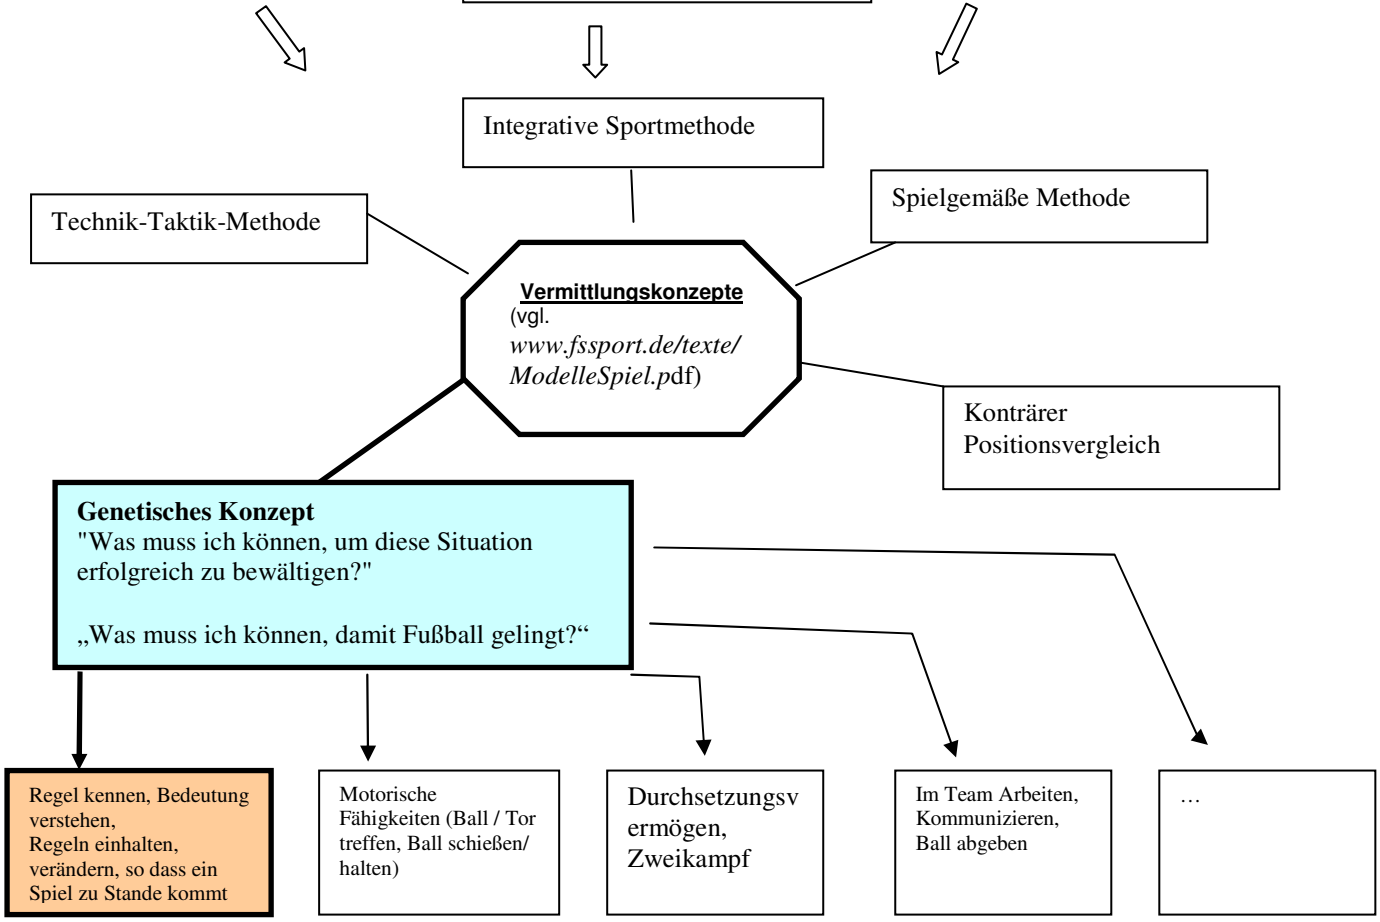 Integrative Sportmethode
Spielgemäße Methode
Technik-Taktik-Methode
Vermittlungskonzepte
(vgl.
www.fssport.de/texte/
ModelleSpiel.pdf)
Konträrer
Positionsvergleich
Genetisches Konzept
"Was muss ich können, um diese Situation
erfolgreich zu bewältigen?"
„Was muss ich können, damit Fußball gelingt?“
Regel kennen, Bedeutung
verstehen,
Regeln einhalten,
verändern, so dass ein
Spiel zu Stande kommt
Motorische
Fähigkeiten (Ball / Tor
treffen, Ball schießen/
halten)
Durchsetzungsv
ermögen,
Zweikampf
Im Team Arbeiten,
Kommunizieren,
Ball abgeben
…